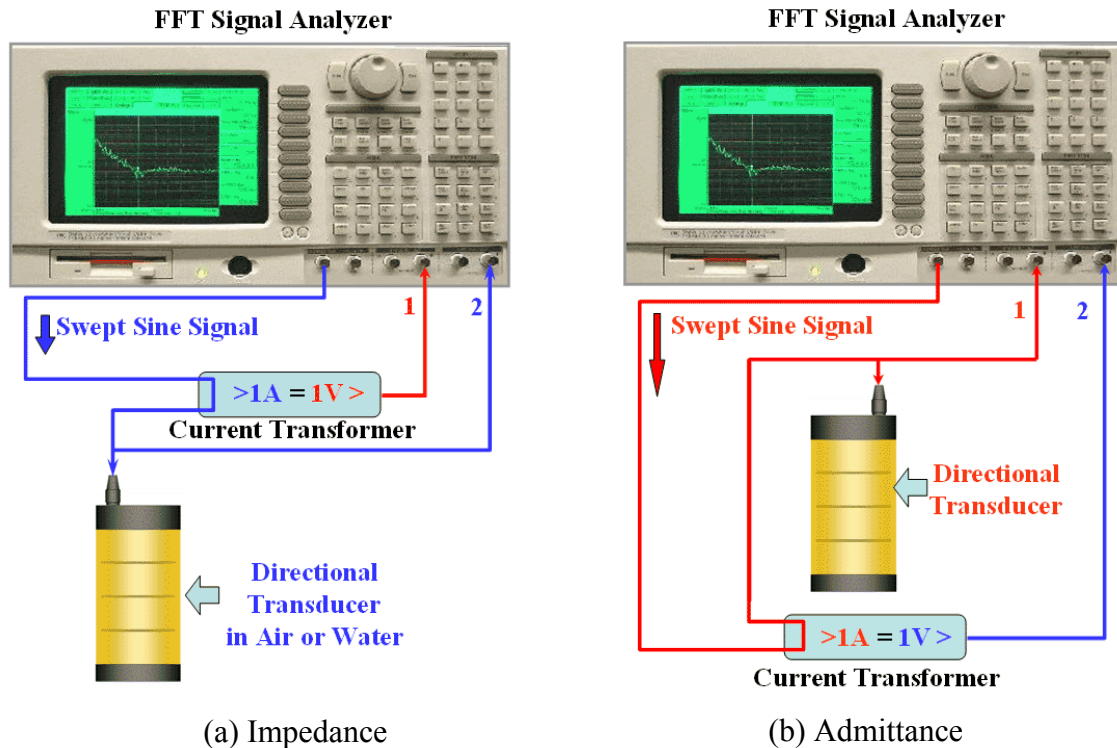 FFT Signal Analyzer
1
2
Swept Sine Signal
>1A = 1V >
Current Transformer
Directional
Transducer
in Air or Water
(a) Impedance
FFT Signal Analyzer
1
2
Swept Sine Signal
Directional
Transducer
>1A = 1V >
Current Transformer
(b) Admittance